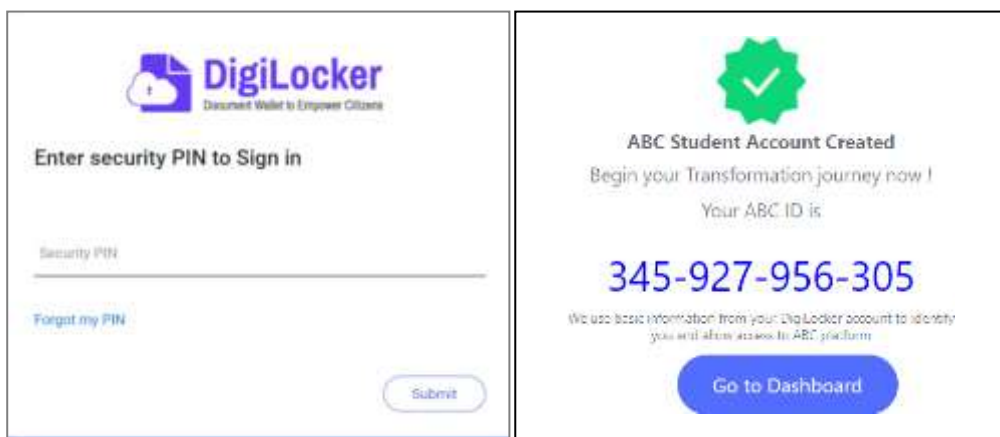 DigiLocker
Document Wallet to Empower Citizens
Enter security PIN to Sign in
Security PIN
Forgot my PIN
Submit
ABC Student Account Created
Begin your Transformation journey now !
Your ABC ID is
345-927-956-305
We use basic information from your DigiLocker account to identify
you and allow access to ABC platform
Go to Dashboard